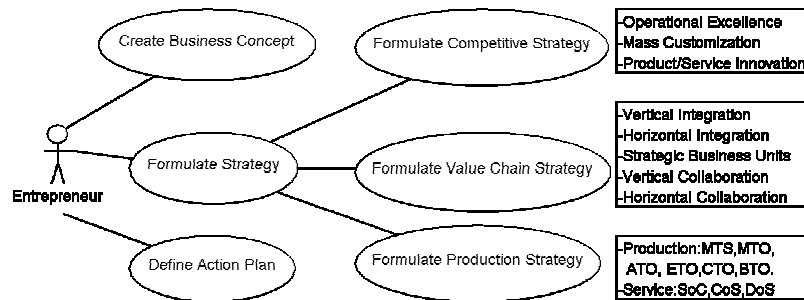 Create Business Concept
Formulate Competitive Strategy
-Operational Excellence
-Mass Customization
-Product/Service Innovation
Entrepreneur
Formulate Strategy
Formulate Value Chain Strategy
-Vertical Integration
-Horizontal Integration
-Strategic Business Units
-Vertical Collaboration
-Horizontal Collaboration
Define Action Plan
Formulate Production Strategy
-Production:MTS,MTO,
ATO, ETO,CTO,BTO.
-Service:SoC,CoS,DoS